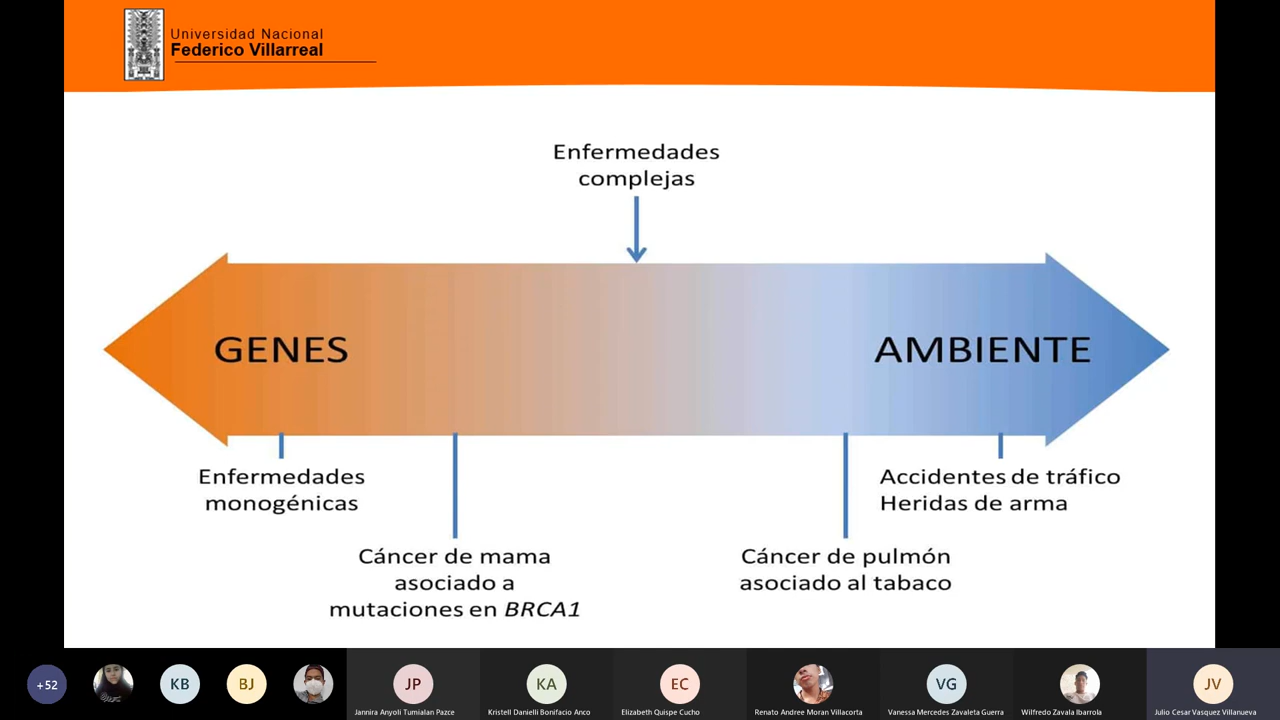 Universidad Nacional
Federico Villarreal
Enfermedades
complejas
GENES
AMBIENTE
Enfermedades
monogénicas
Accidentes de tráfico
Heridas de arma
Cáncer de mama
asociado a
mutaciones en BRCA1
Cáncer de pulmón
asociado al tabaco
+52
KB
BJ
JP
KA
EC
VG
JV
Jannira Anyoli Tumialan Pazce
Kristell Danielli Bonifacio Anco
Elizabeth Quispe Cucho
Renato Andree Moran Villacorta
Vanessa Mercedes Zavaleta Guerra
Wilfredo Zavala Ibarrola
Julio Cesar Vasquez Villanueva